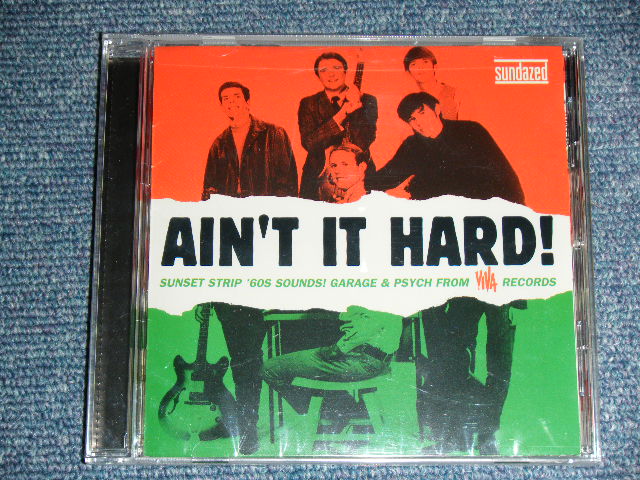 sundazed
AIN'T IT HARD!
SUNSET STRIP '60S SOUNDS! GARAGE & PSYCH FROM VIVA RECORDS